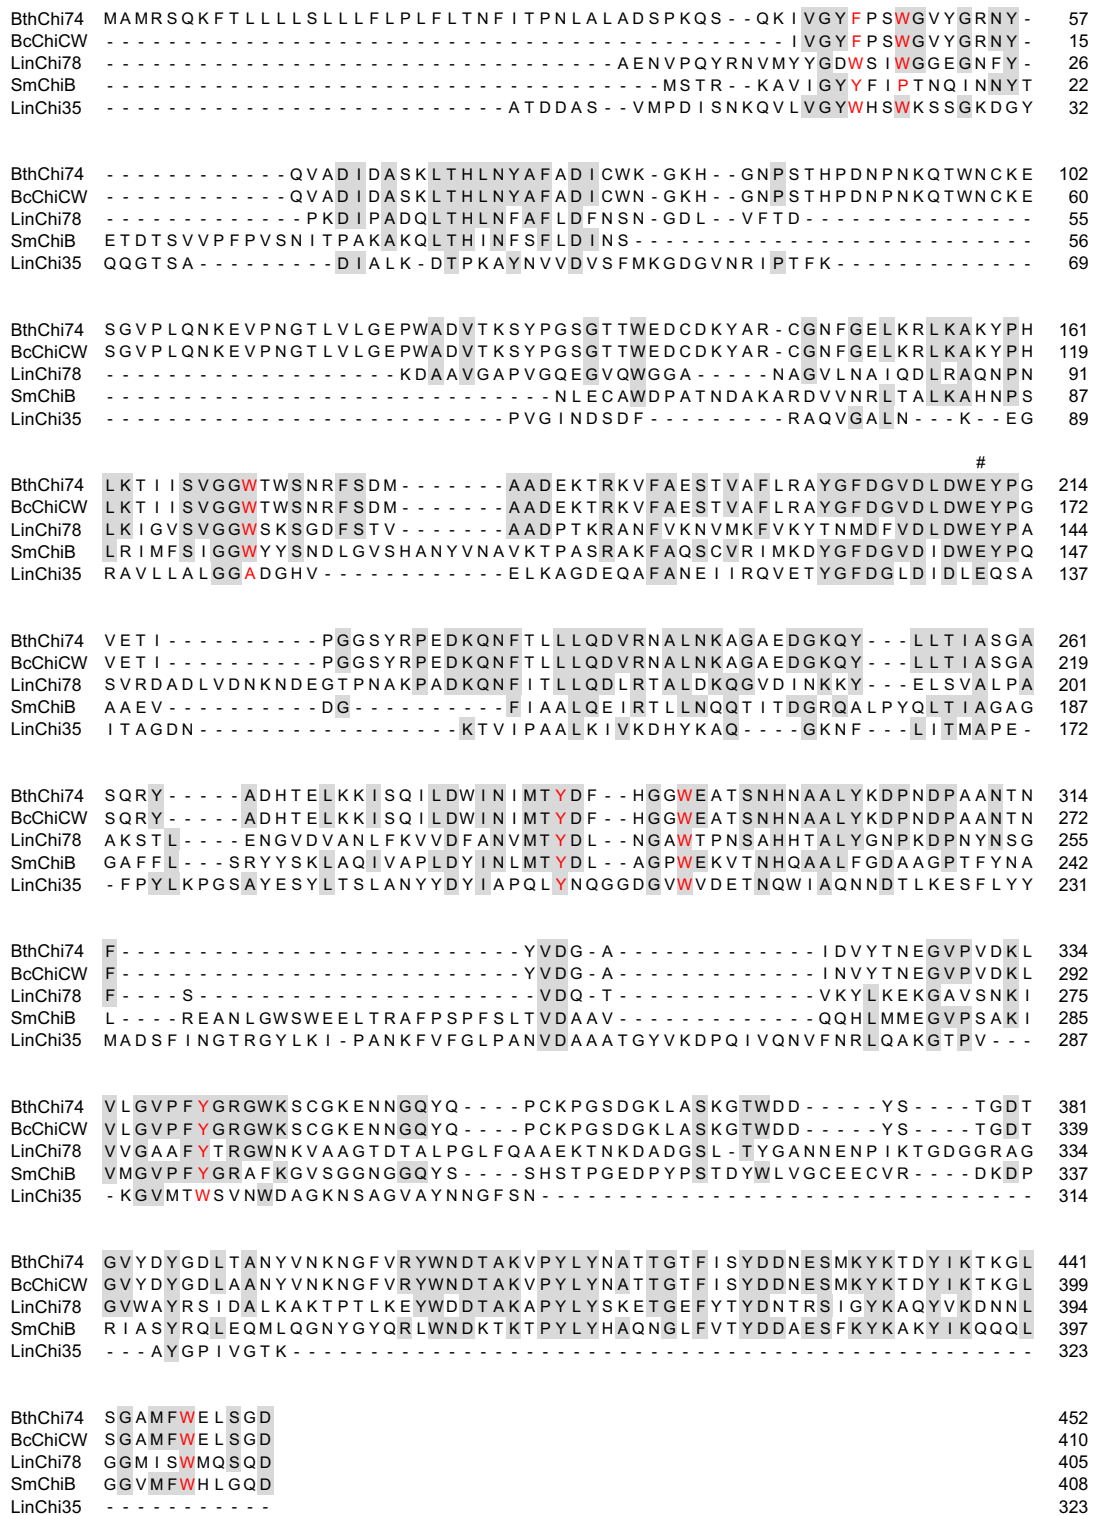 BthChi74 MAMRSQKFTLLLLSLLLFLPLFLTNFITPNLALADSPKQS--QKIVGYFPSWGVYGRNY- 57
BcChiCW --------------------------------------------IVGYFPSWGVYGRNY- 15
LinChi78 ---------------------------------AENVPQYRNVMYYGDWSIWGGEGNFY- 26
SmChiB ------------------------------------MSTR--KAVIGYYFIPTNQINNYT 22
LinChi35 --------------------------ATDDAS--VMPDISNKQVLVGYWHSWKSSGKDGY 32
BthChi74 ------------QVADIDASKLTHLNYAFADICWK-GKH--GNPSTHPDNPNKQTWNCKE 102
BcChiCW ------------QVADIDASKLTHLNYAFADICWN-GKH--GNPSTHPDNPNKQTWNCKE 60
LinChi78 -------------PKDIPADQLTHLNFAFLDFNSN-GDL--VFTD--------------- 55
SmChiB ETDTSVVPFPVSNITPAKAKQLTHINFSFLDINS-------------------------- 56
LinChi35 QQGTSA---------DIALK-DTPKAYNVVDVSFMKGDGVNRIPTFK------------- 69
BthChi74 SGVPLQNKEVPNGTLVLGEPWADVTKSYPGSGTTWEDCDKYAR-CGNFGELKRLKAKYPH 161
BcChiCW SGVPLQNKEVPNGTLVLGEPWADVTKSYPGSGTTWEDCDKYAR-CGNFGELKRLKAKYPH 119
LinChi78 -------------------KDAAVGAPVGQEGVQWGGA-----NAGVLNAIQDLRAQNPN 91
SmChiB -----------------------------NLECAWDPATNDAKARDVVNRLTALKAHNPS 87
LinChi35 --------------------------PVGINDSDF---------RAQVGALN---K--EG 89
#
BthChi74 LKTIISVGGWTWSNRFSDM-------AADEKTRKVFAESTVAFLRAYGFDGVDLDWEYPG 214
BcChiCW LKTIISVGGWTWSNRFSDM-------AADEKTRKVFAESTVAFLRAYGFDGVDLDWEYPG 172
LinChi78 LKIGVSVGGWSKSGDFSTV-------AADPTKRANFVKNVMKFVKYTNMDFVDLDWEYPA 144
SmChiB LRIMFSIGGWYYSNDLGVSHANYVNAVKTPASRAKFAQSCVRIMKDYGFDGVDIDWEYPQ 147
LinChi35 RAVLLALGGADGHV------------ELKAGDEQAFANEIIRQVETYGFDGLDIDLEQSA 137
BthChi74 VETI----------PGGSYRPEDKQNFTLLLQDVRNALNKAGAEDGKQY---LLTIASGA 261
BcChiCW VETI----------PGGSYRPEDKQNFTLLLQDVRNALNKAGAEDGKQY---LLTIASGA 219
LinChi78 SVRDADLVDNKNDEGTPNAKPADKQNFITLLQDLRTALDKQGVDINKKY---ELSVALPA 201
SmChiB AAEV----------DG----------FIAALQEIRTLLNQQTITDGRQALPYQLTIAGAG 187
LinChi35 ITAGDN-----------------KTVIPAALKIVKDHYKAQ----GKNF---LITMAPE- 172
BthChi74 SQRY-----ADHTELKKISQILDWINIMTYDF--HGGWEATSNHNAALYKDPNDPAANTN 314
BcChiCW SQRY-----ADHTELKKISQILDWINIMTYDF--HGGWEATSNHNAALYKDPNDPAANTN 272
LinChi78 AKSTL----ENGVDVANLFKVVDFANVMTYDL--NGAWTPNSAHHTALYGNPKDPNYNSG 255
SmChiB GAFFL---SRYYSKLAQIVAPLDYINLMTYDL--AGPWEKVTNHQAALFGDAAGPTFYNA 242
LinChi35 -FPYLKPGSAYESYLTSLANYYDYIAPQLYNQGGDGVWVDETNQWIAQNNDTLKESFLYY 231
BthChi74 F---------------------------YVDG-A-------------IDVYTNEGVPVDKL 334
BcChiCW F---------------------------YVDG-A-------------INVYTNEGVPVDKL 292
LinChi78 F----S----------------------VDQ-T-------------VKYLKEKGAVSNKI 275
SmChiB L----REANLGWSWEELTRAFPSPFSLTVDAAV-------------QQHLMMEGVPSAKI 285
LinChi35 MADSFINGTRGYLKI-PANKFVFGLPANVDAAATGYVKDPQIVQNVFNRLQAKGTPV--- 287
BthChi74 VLGVPFYGRGWKSCGKENNGQYQ----PCKPGSDGKLASKGTWDD-----YS----TGDT 381
BcChiCW VLGVPFYGRGWKSCGKENNGQYQ----PCKPGSDGKLASKGTWDD-----YS----TGDT 339
LinChi78 VVGAAFYTRGWNKVAAGTDTALPGLFQAAEKTNKDADGSL-TYGANNENPIKTGDGGRAG 334
SmChiB VMGVPFYGRAFKGVSGGNGGQYS----SHSTPGEDPYPSTDYWLVGCEECVR----DKDP 337
LinChi35 -KGVMTWSVNWDAGKNSAGVAYNNGFSN-------------------------------- 314
BthChi74 GVYDYGDLTANYVNKNGFVRYWNDTAKVPYLYNATTGTFISYDDNESMKYKTDYIKTKGL 441
BcChiCW GVYDYGDLAANYVNKNGFVRYWNDTAKVPYLYNATTGTFISYDDNESMKYKTDYIKTKGL 399
LinChi78 GVWAYRSIDALKAKTPTLKEYWDDTAKAPYLYSKETGEFYTYDNTRSIGYKAQYVKDNNL 394
SmChiB RIASYRQLEQMLQGNYGYQRLWNDKTKTPYLYHAQNGLFVTYDDAESFKYKAKYIKQQQL 397
LinChi35 ---AYGPIVGTK------------------------------------------------ 323
BthChi74 SGAMFWELSGD 452
BcChiCW SGAMFWELSGD 410
LinChi78 GGMISWMQSQD 405
SmChiB GGVMFWHLGQD 408
LinChi35 ----------- 323